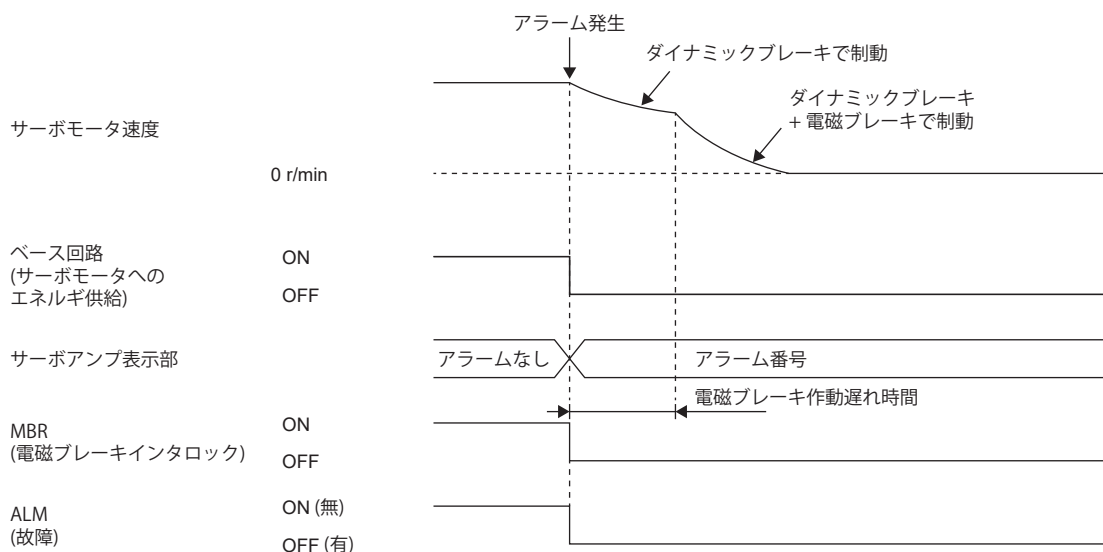 アラーム発生
ダイナミックブレーキで制動
ダイナミックブレーキ
+ 電磁ブレーキで制動
サーボモータ速度
0 r/min
ベース回路
(サーボモータへの
エネルギ供給)
ON
OFF
サーボアンプ表示部
アラームなし
アラーム番号
電磁ブレーキ作動遅れ時間
MBR
(電磁ブレーキインタロック)
ON
OFF
ALM
(故障)
ON (無)
OFF (有)